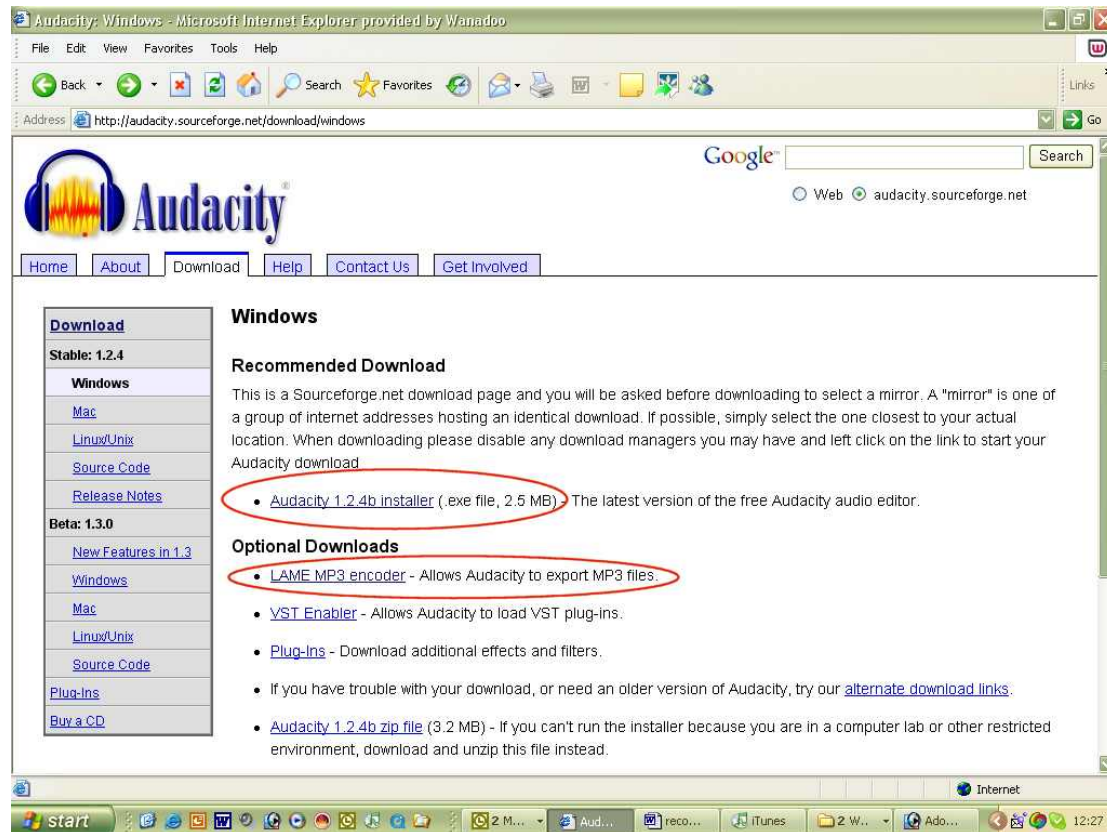 Audacity: Windows - Microsoft Internet Explorer provided by Wanadoo
File Edit View Favorites Tools Help
Back Search Favorites Links
Address http://audacity.sourceforge.net/download/windows Go
Google Search
Web audacity.sourceforge.net
Audacity
Home About Download Help Contact Us Get Involved
Download
Stable: 1.2.4
Windows
Mac
Linux/Unix
Source Code
Release Notes
Beta: 1.3.0
New Features in 1.3
Windows
Mac
Linux/Unix
Source Code
Plug-Ins
Buy a CD
Windows
Recommended Download
This is a Sourceforge.net download page and you will be asked before downloading to select a mirror. A "mirror" is one of
a group of internet addresses hosting an identical download. If possible, simply select the one closest to your actual
location. When downloading please disable any download managers you may have and left click on the link to start your
Audacity download
Audacity 1.2.4b installer (.exe file, 2.5 MB) - The latest version of the free Audacity audio editor.
Optional Downloads
LAME MP3 encoder - Allows Audacity to export MP3 files.
VST Enabler - Allows Audacity to load VST plug-ins.
Plug-Ins - Download additional effects and filters.
If you have trouble with your download, or need an older version of Audacity, try our alternate download links.
Audacity 1.2.4b zip file (3.2 MB) - If you can't run the installer because you are in a computer lab or other restricted
environment, download and unzip this file instead.
Internet
start 2 M... Aud... reco... iTunes 2 W... Ado... 12:27